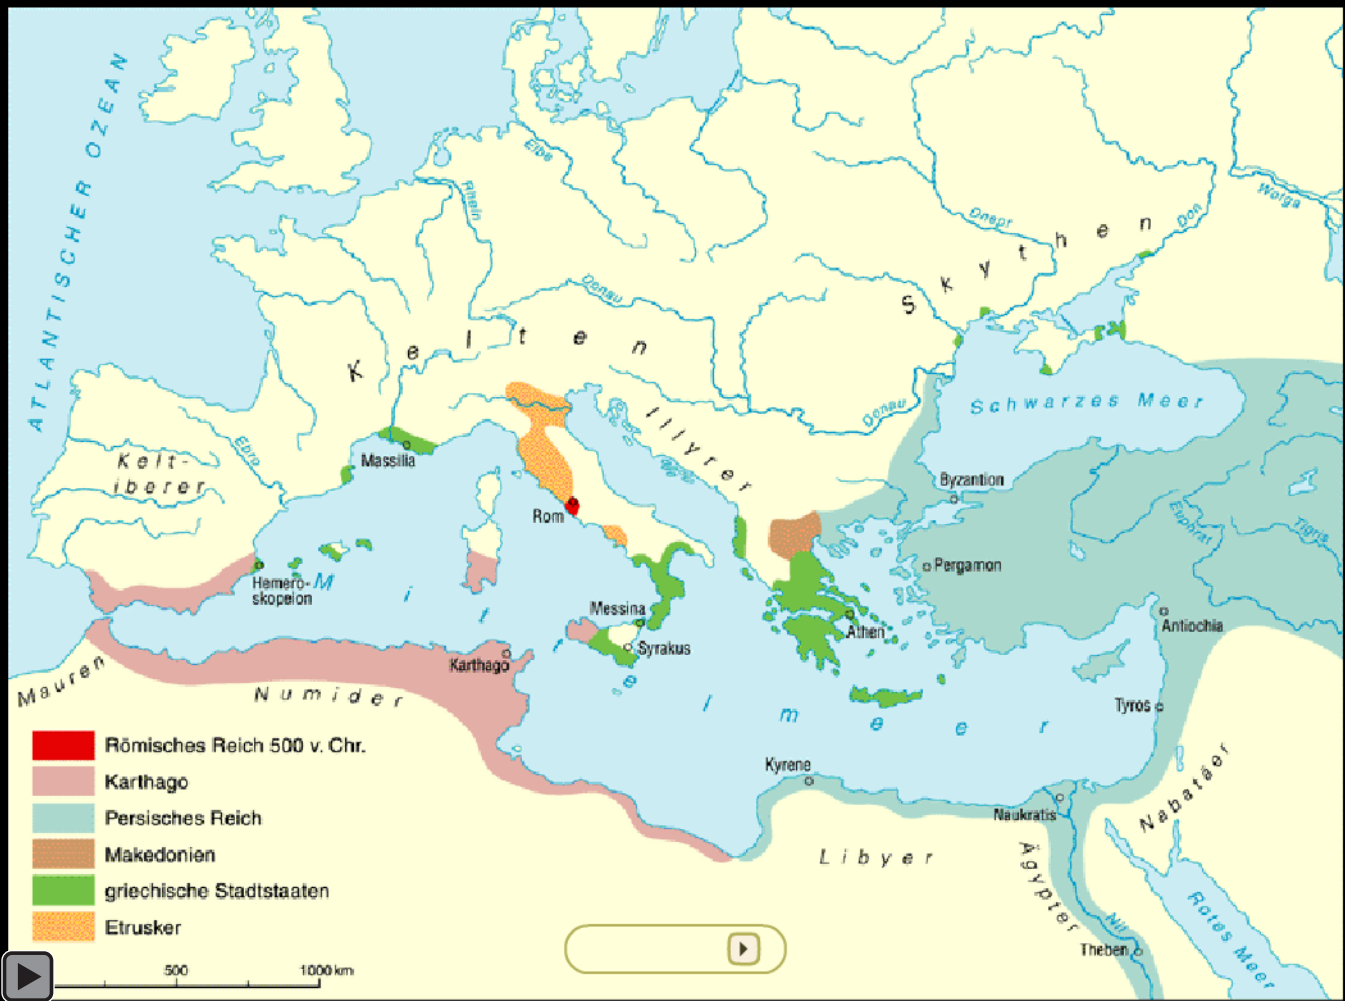 ATLANTISCHER OZEAN
Elbe
Rhein
Dnepr
Don
Wolga
Skythen
Donau
Kelten
Illyrer
Donau
Schwarzes Meer
Ebro
Kelt-
iberer
Massilia
Rom
Byzantion
Euphrat
Tigris
Pergamon
Hemero-
skopeion
Messina
Syrakus
Athen
Antiochia
Mittelmeer
Karthago
Mauren
Numider
Tyros
Kyrene
Naukratis
Nabatäer
Libyer
Ägypter
Nil
Theben
Rotes Meer
Römisches Reich 500 v. Chr.
Karthago
Persisches Reich
Makedonien
griechische Stadtstaaten
Etrusker
500 1000 km